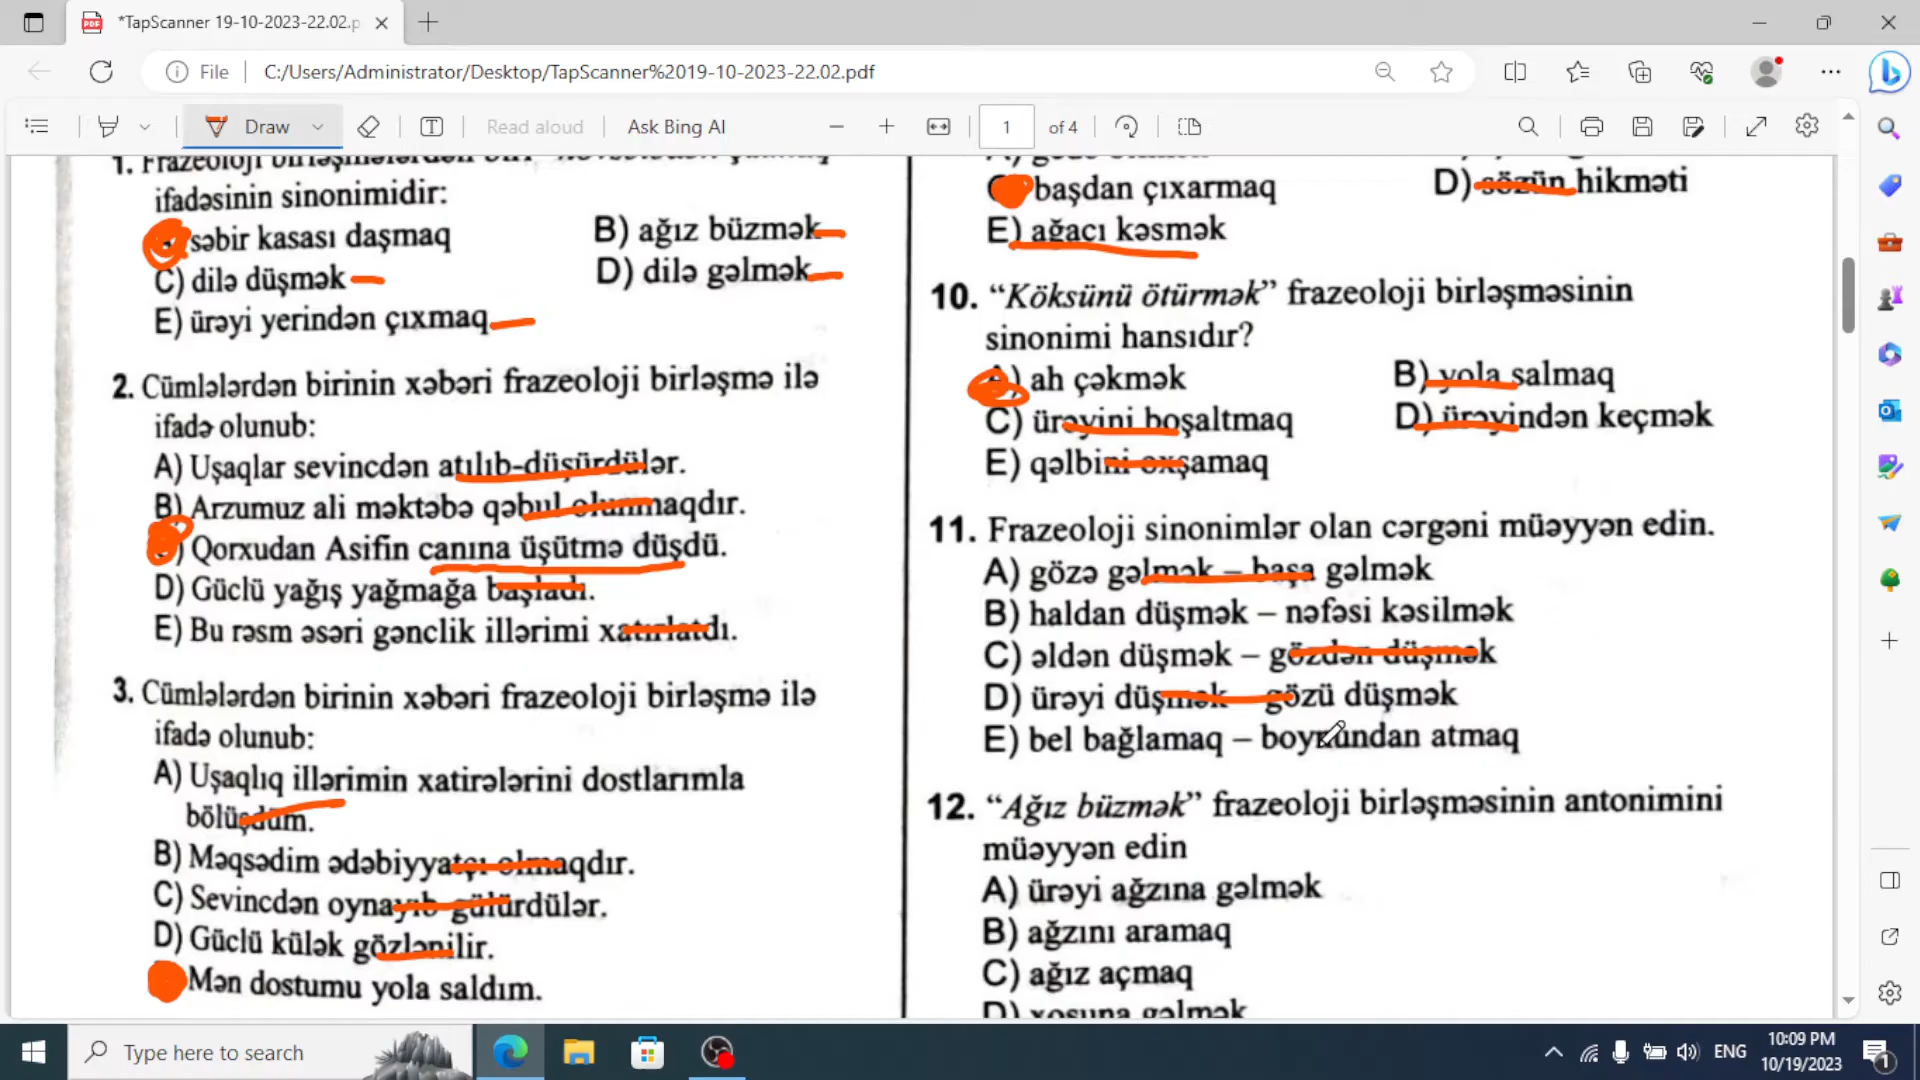 *TapScanner 19-10-2023-22.02.p
File
C:/Users/Administrator/Desktop/TapScanner%2019-10-2023-22.02.pdf
Draw
Read aloud
Ask Bing AI
1
of 4
1. Frazeoloji birləşmələrdən biri
ifadəsinin sinonimidir:
A) səbir kasası daşmaq
B) ağız büzmək
C) dilə düşmək
D) dilə gəlmək
E) ürəyi yerindən çıxmaq
2. Cümlələrdən birinin xəbəri frazeoloji birləşmə ilə
ifadə olunub:
A) Uşaqlar sevincdən atılıb-düşürdülər.
B) Arzumuz ali məktəbə qəbul olunmaqdır.
C) Qorxudan Asifin canına üşütmə düşdü.
D) Güclü yağış yağmağa başladı.
E) Bu rəsm əsəri gənclik illərimi xatırlatdı.
3. Cümlələrdən birinin xəbəri frazeoloji birləşmə ilə
ifadə olunub:
A) Uşaqlıq illərimin xatirələrini dostlarımla
bölüşdüm.
B) Məqsədim ədəbiyyatçı olmaqdır.
C) Sevincdən oynayıb gülürdülər.
D) Güclü külək gözlənilir.
Mən dostumu yola saldım.
başdan çıxarmaq
D) sözün hikməti
E) ağacı kəsmək
10. “Köksünü ötürmək” frazeoloji birləşməsinin
sinonimi hansıdır?
A) ah çəkmək
B) yola salmaq
C) ürəyini boşaltmaq
D) ürəyindən keçmək
E) qəlbini oxşamaq
11. Frazeoloji sinonimlər olan cərgəni müəyyən edin.
A) gözə gəlmək – başa gəlmək
B) haldan düşmək – nəfəsi kəsilmək
C) əldən düşmək – gözdən düşmək
D) ürəyi düşmək – gözü düşmək
E) bel bağlamaq – boynundan atmaq
12. “Ağız büzmək” frazeoloji birləşməsinin antonimini
müəyyən edin
A) ürəyi ağzına gəlmək
B) ağzını aramaq
C) ağız açmaq
D) xoşuna gəlmək
Type here to search
ENG
10:09 PM
10/19/2023
1